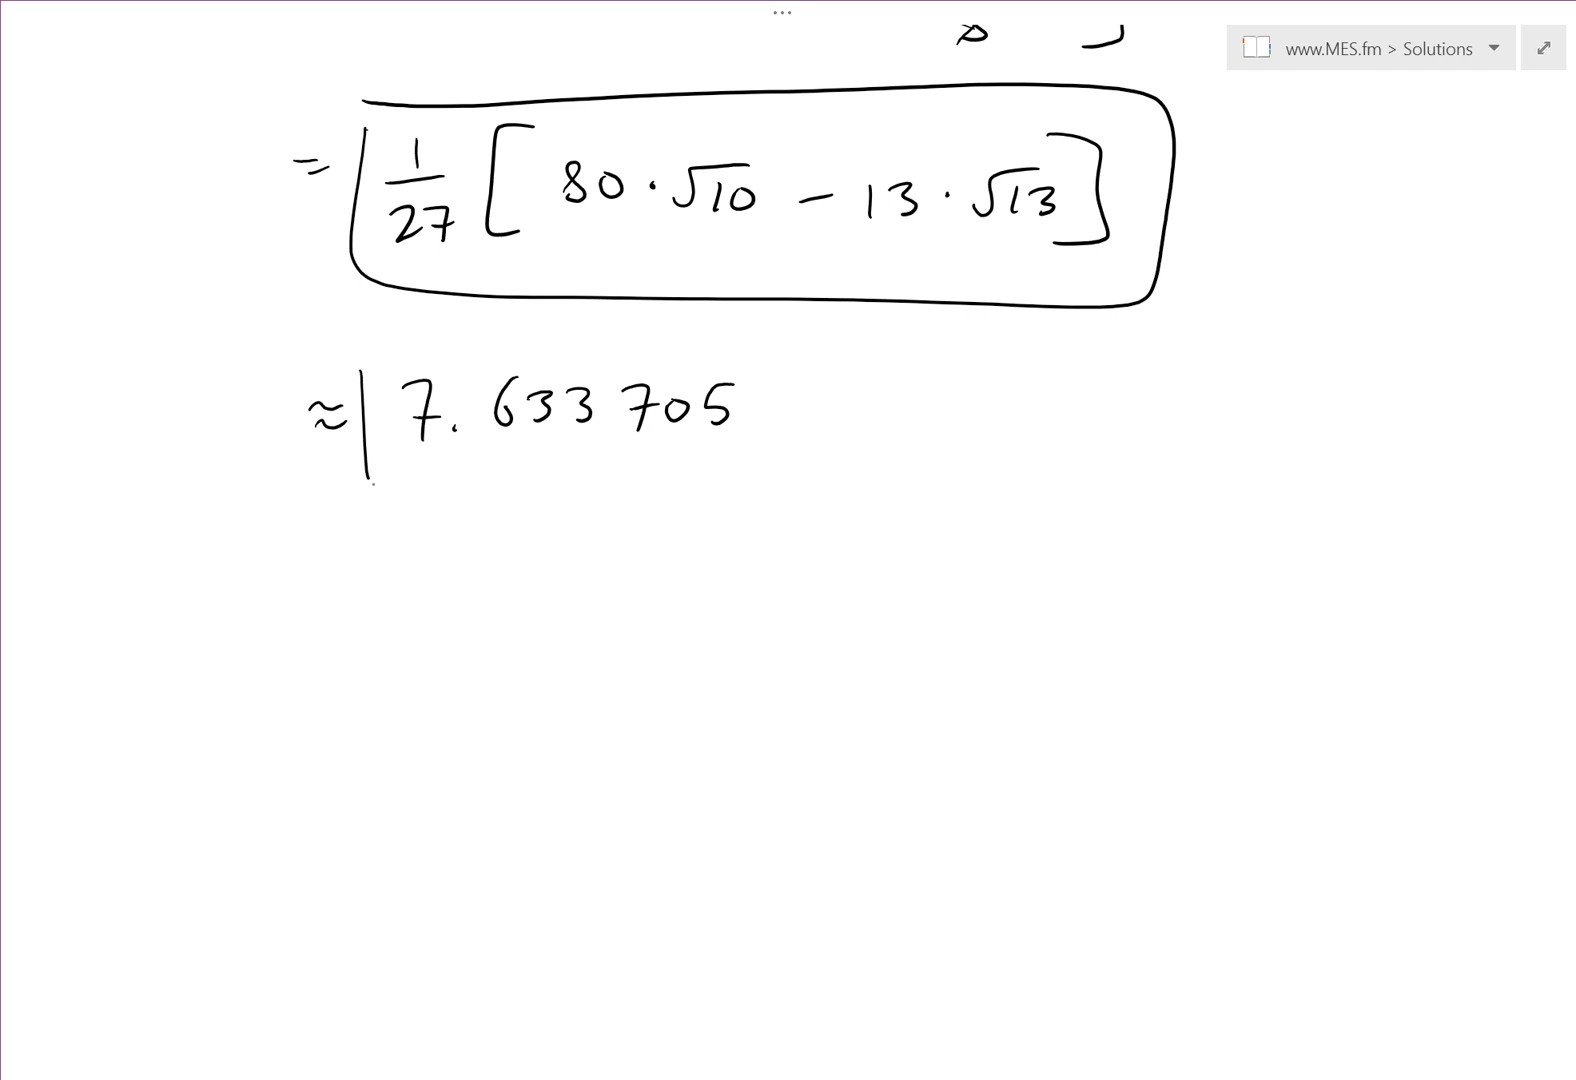 www.MES.fm > Solutions
= 1/27 [ 80 · √10 − 13 · √13 ]
≈ 7.633705